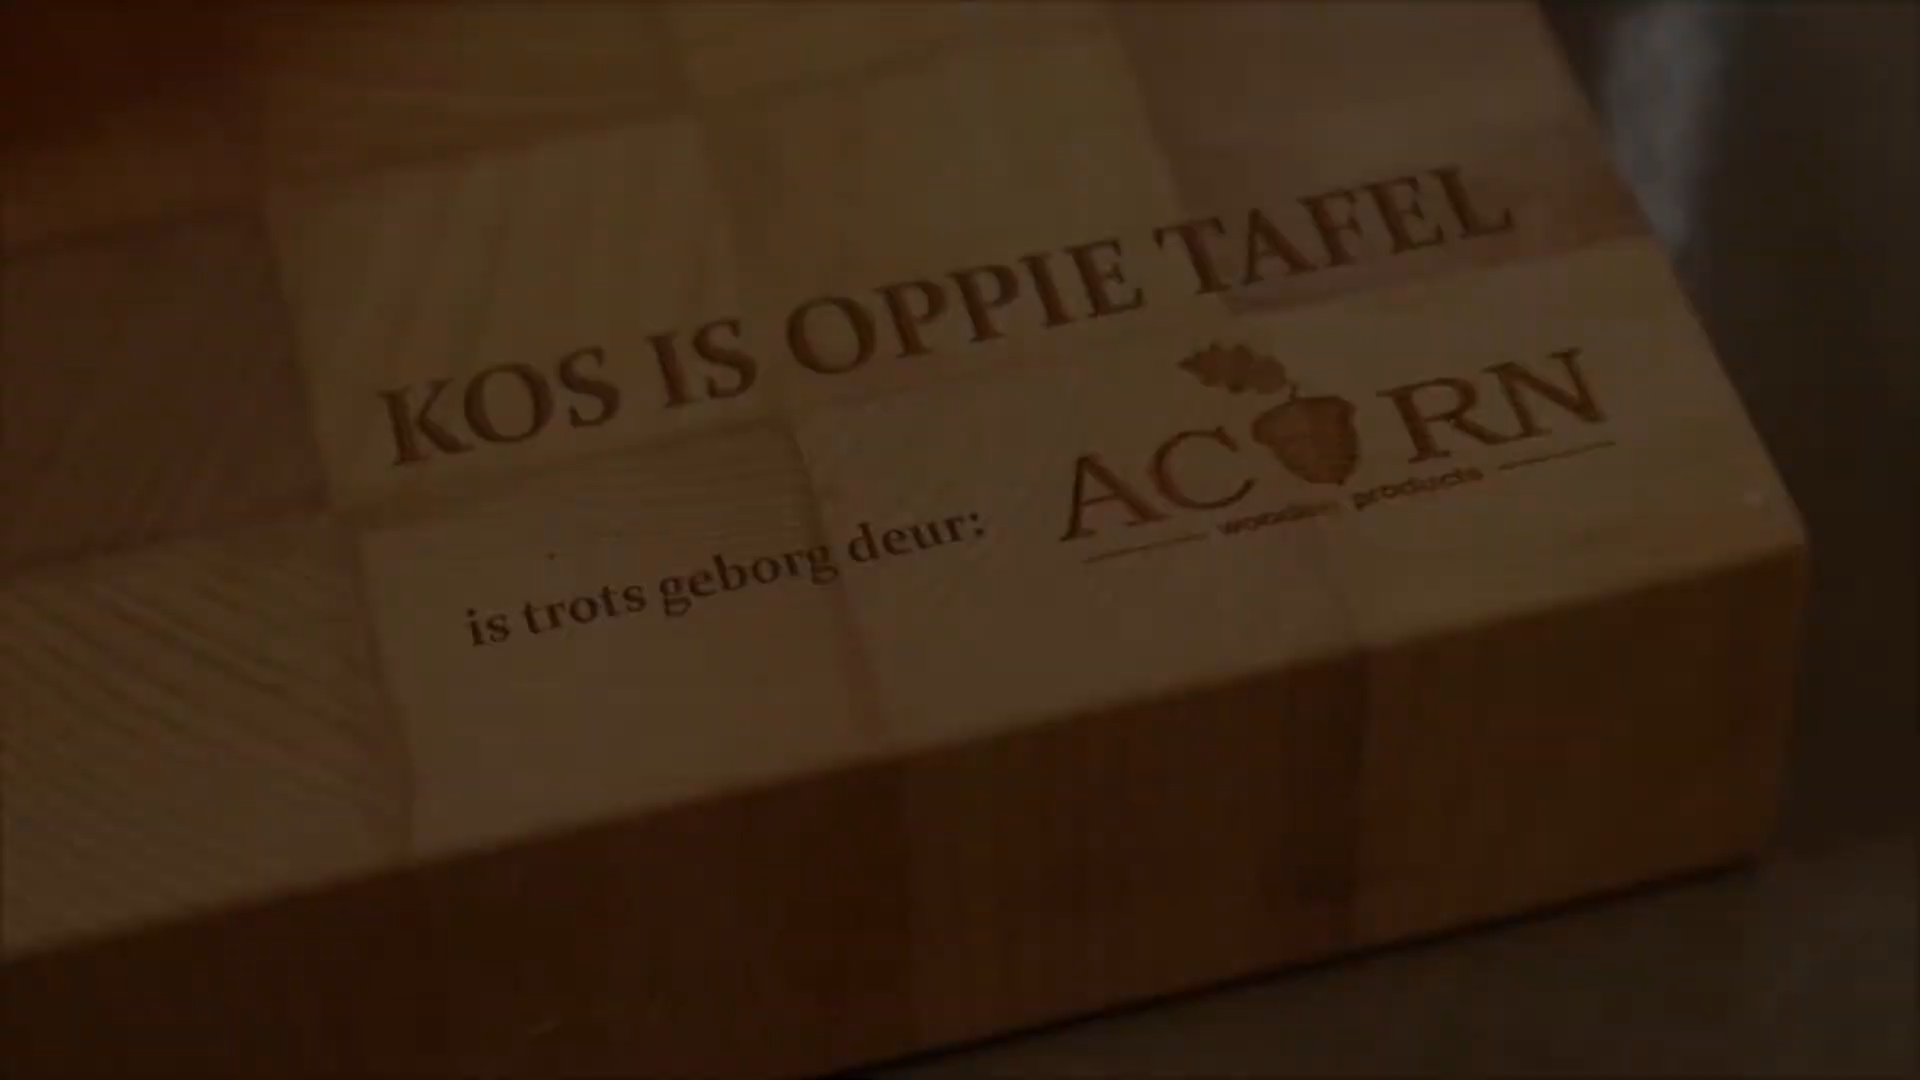 KOS IS OPPIE TAFEL
is trots geborg deur:
ACORN
wooden products